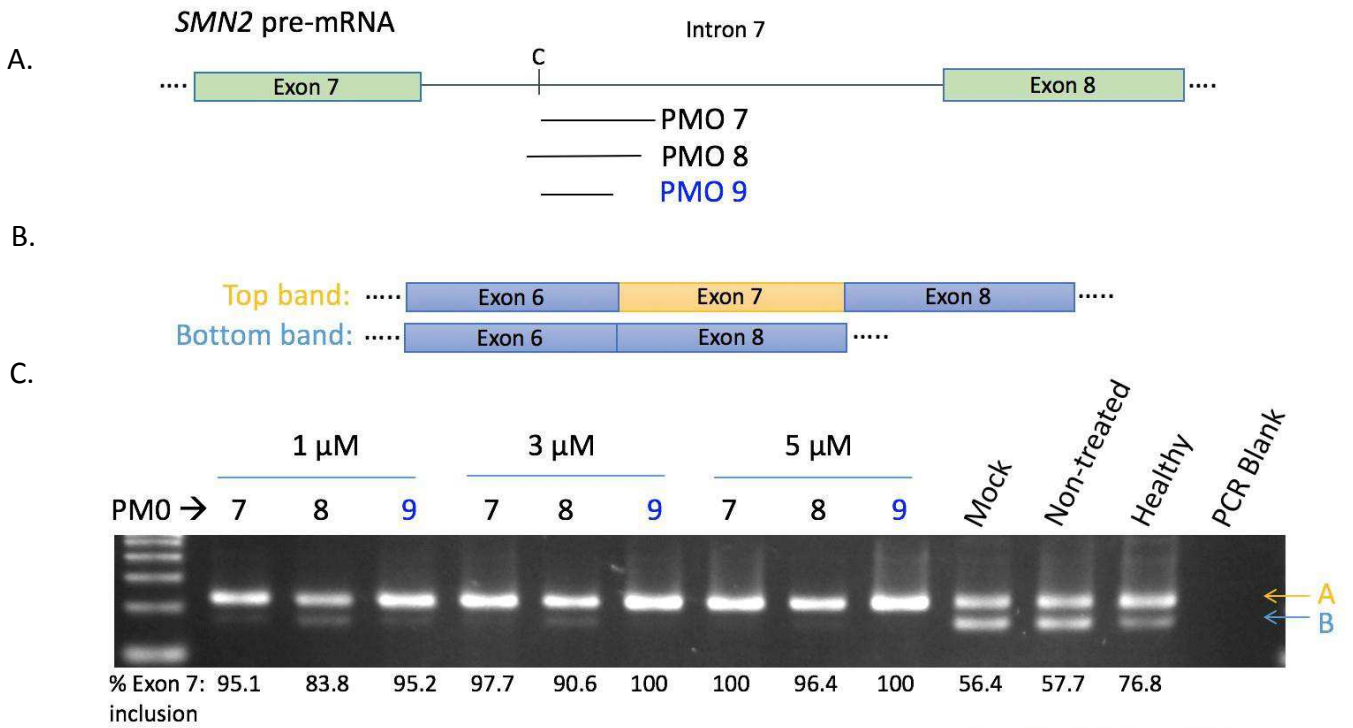 SMN2 pre-mRNA
Intron 7
A.
C
.... Exon 7 Exon 8 ....
PMO 7
PMO 8
PMO 9
B.
Top band: ..... Exon 6 Exon 7 Exon 8 .....
Bottom band: ..... Exon 6 Exon 8 .....
C.
1 µM 3 µM 5 µM Mock Non-treated Healthy PCR Blank
PM0 → 7 8 9 7 8 9 7 8 9
A
B
% Exon 7: 95.1 83.8 95.2 97.7 90.6 100 100 96.4 100 56.4 57.7 76.8
inclusion